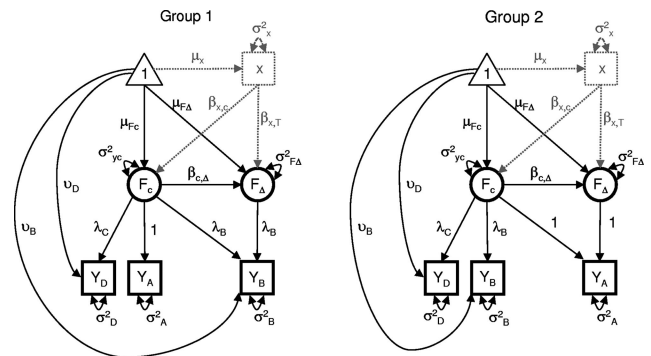 Group 1
Group 2
σ²ₓ
σ²ₓ
1
μₓ
x
1
μₓ
x
βx,c
μFΔ
βx,c
μFΔ
μFc
βx,T
μFc
βx,T
σ²yc
σ²FΔ
σ²yc
σ²FΔ
υD
Fc
βc,Δ
FΔ
υD
Fc
βc,Δ
FΔ
υB
λC
1
λB
λB
υB
λC
λB
1
1
YD
YA
YB
YD
YB
YA
σ²D
σ²A
σ²B
σ²D
σ²B
σ²A